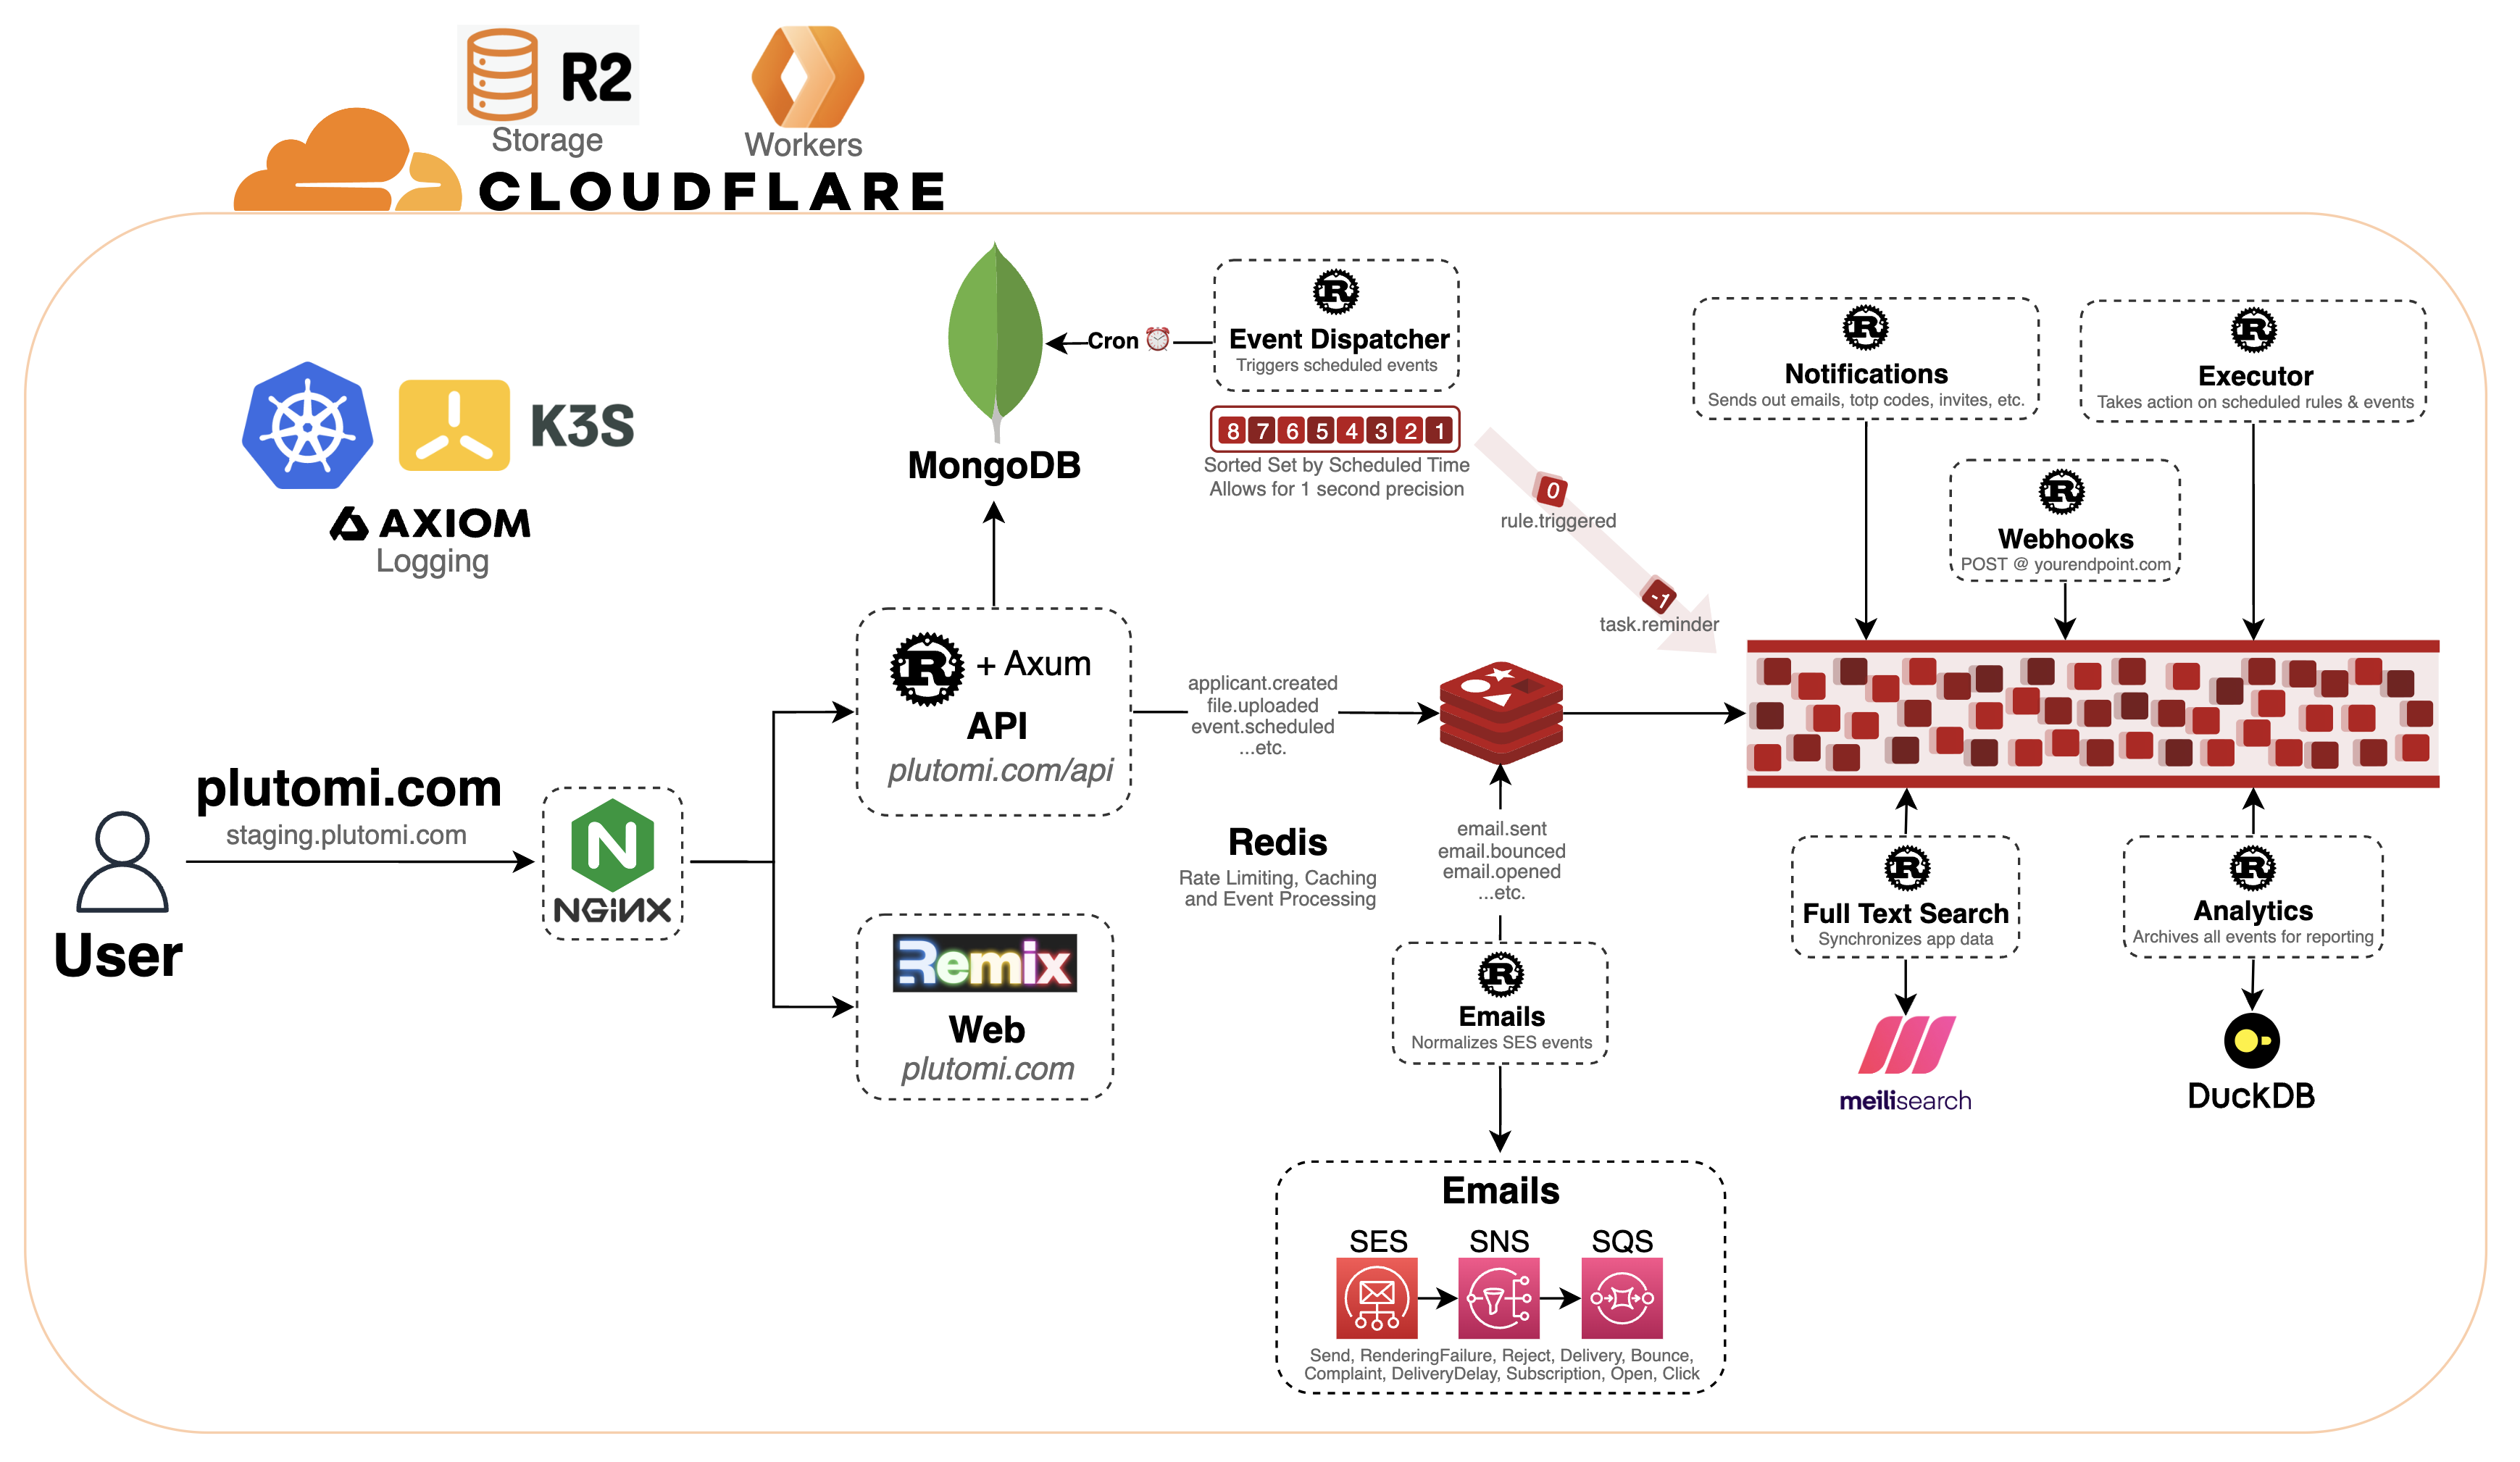 R2
Storage
Workers
CLOUDFLARE
K3S
AXIOM
Logging
MongoDB
Cron ⏰
R
Event Dispatcher
Triggers scheduled events
8 7 6 5 4 3 2 1
Sorted Set by Scheduled Time
Allows for 1 second precision
0
rule.triggered
-1
task.reminder
R
Notifications
Sends out emails, totp codes, invites, etc.
R
Executor
Takes action on scheduled rules & events
R
Webhooks
POST @ yourendpoint.com
User
plutomi.com
staging.plutomi.com
N
NGiNX
R + Axum
API
plutomi.com/api
Remix
Web
plutomi.com
applicant.created
file.uploaded
event.scheduled
...etc.
Redis
Rate Limiting, Caching
and Event Processing
email.sent
email.bounced
email.opened
...etc.
R
Emails
Normalizes SES events
Emails
SES SNS SQS
Send, RenderingFailure, Reject, Delivery, Bounce,
Complaint, DeliveryDelay, Subscription, Open, Click
R
Full Text Search
Synchronizes app data
meilisearch
R
Analytics
Archives all events for reporting
DuckDB